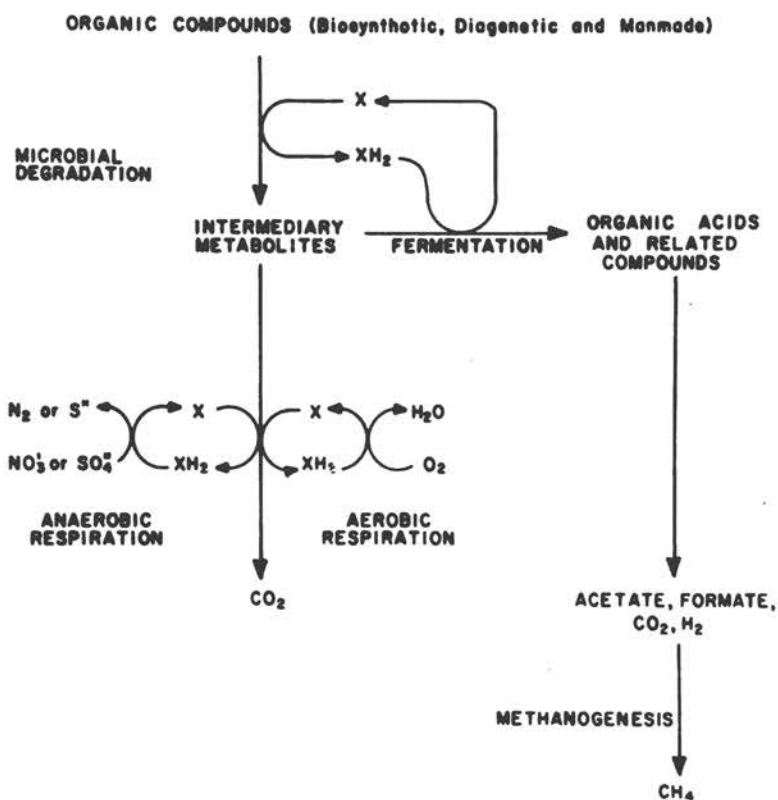 ORGANIC COMPOUNDS (Biosynthotic, Diagenetic and Manmade)
X
XH₂
MICROBIAL
DEGRADATION
INTERMEDIARY
METABOLITES
FERMENTATION
ORGANIC ACIDS
AND RELATED
COMPOUNDS
N₂ or S"
X
X
H₂O
NO₃' or SO₄"
XH₂
XH₂
O₂
ANAEROBIC
RESPIRATION
AEROBIC
RESPIRATION
CO₂
ACETATE, FORMATE,
CO₂, H₂
METHANOGENESIS
CH₄